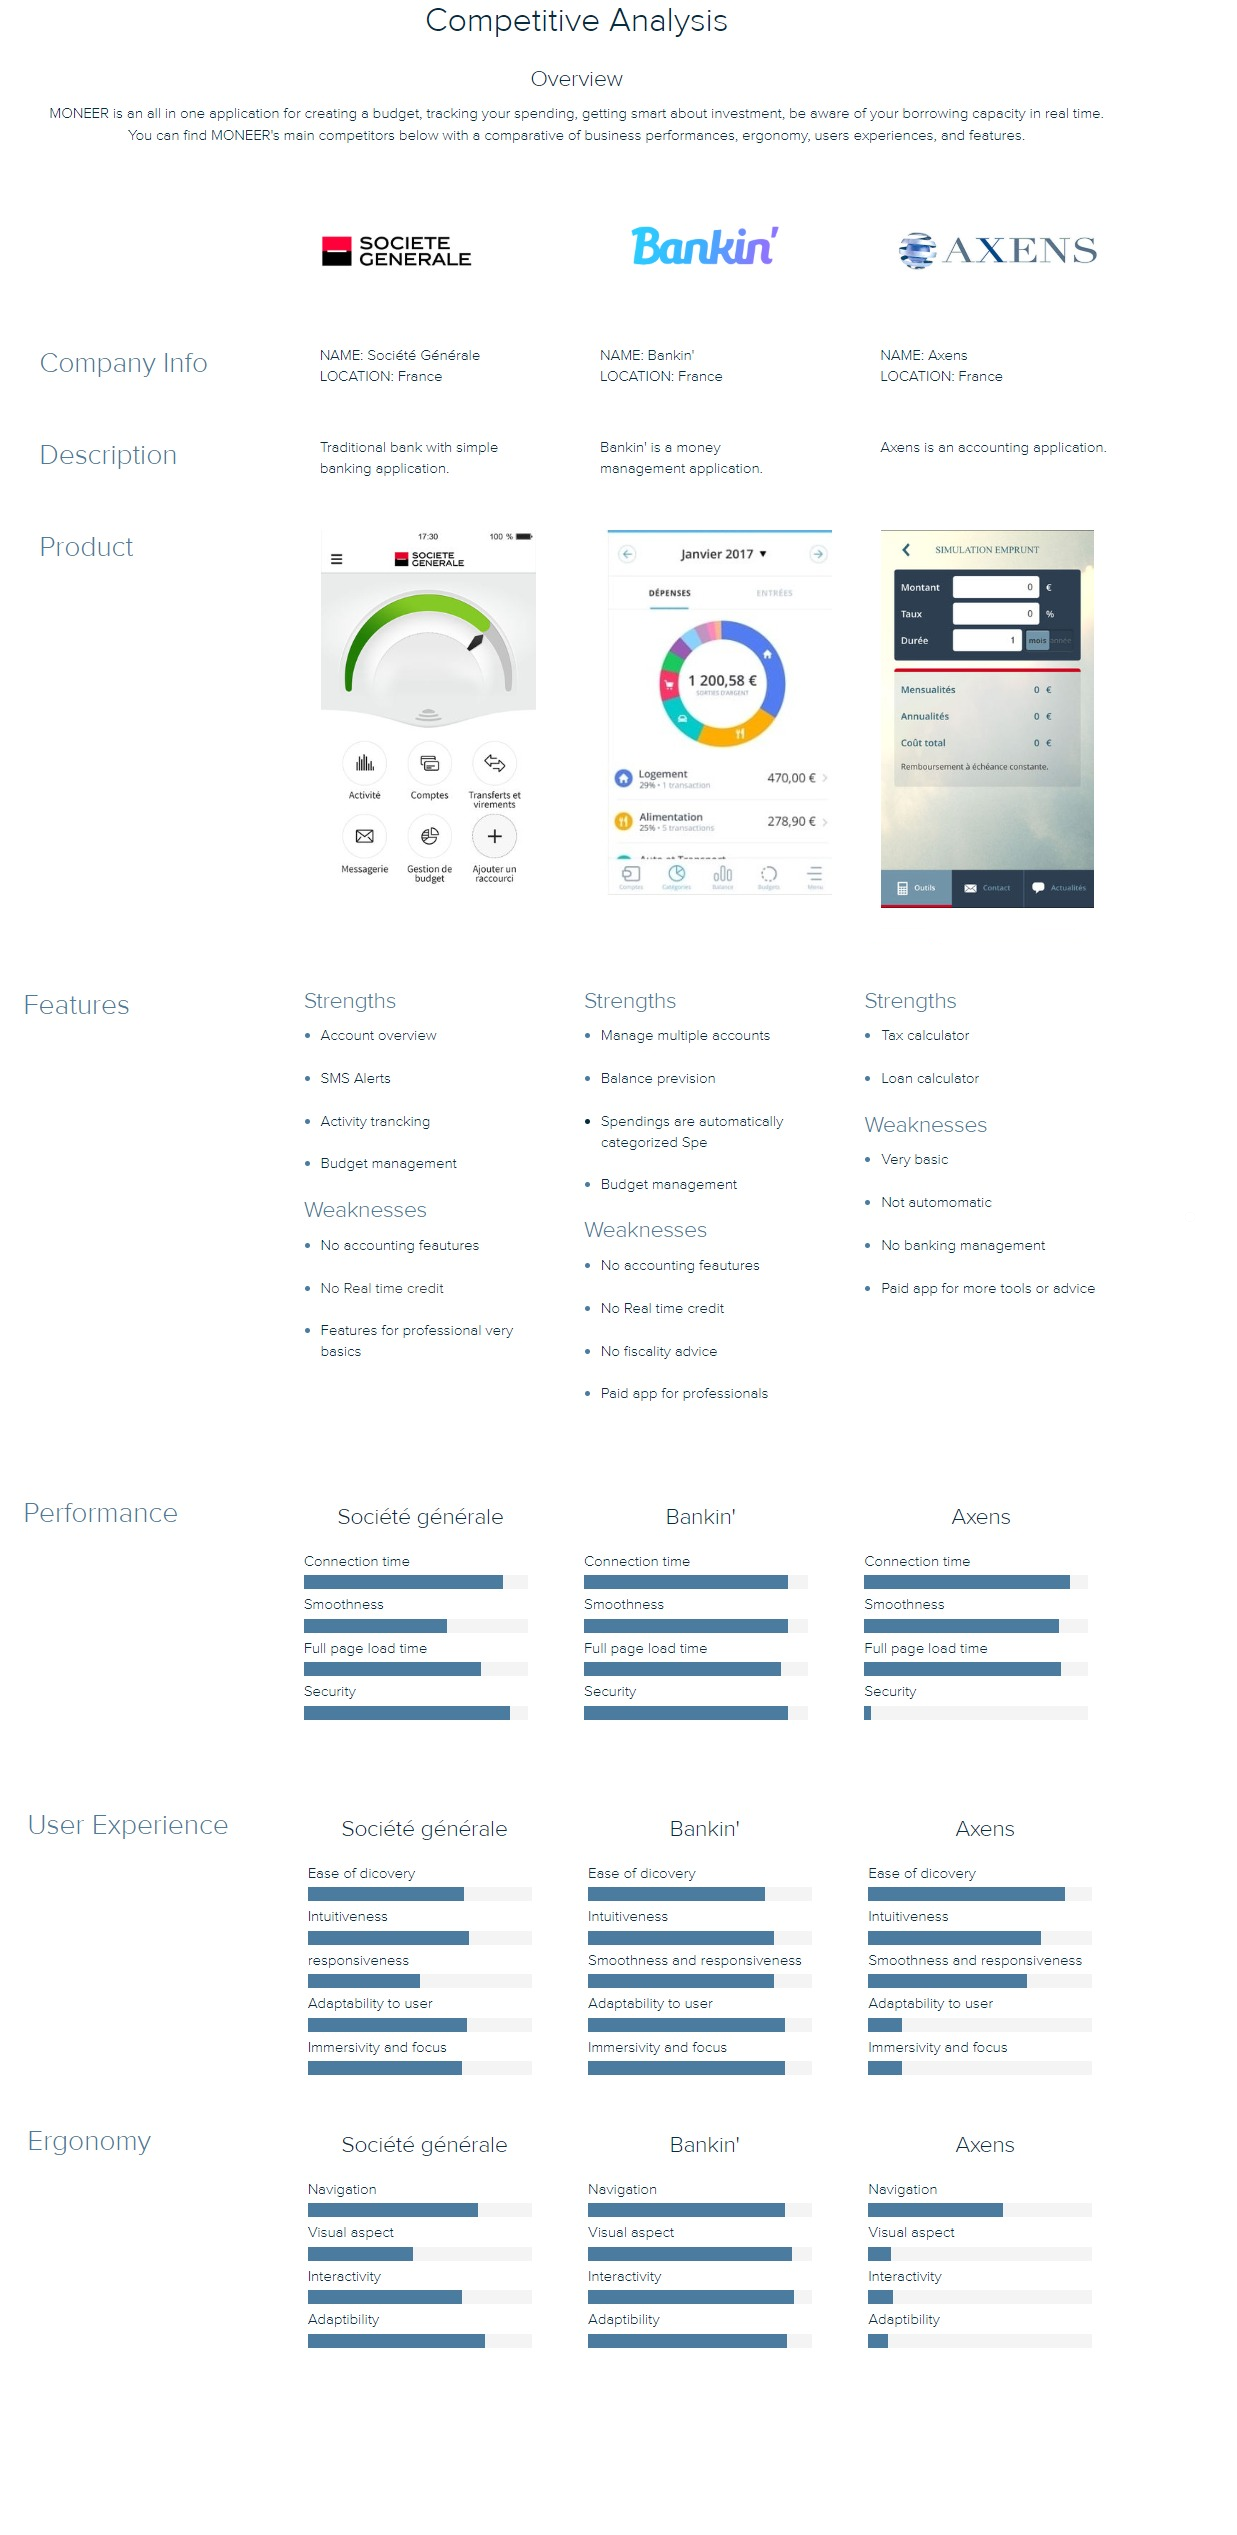 Competitive Analysis
Overview
MONEER is an all in one application for creating a budget, tracking your spending, getting smart about investment, be aware of your borrowing capacity in real time.
You can find MONEER's main competitors below with a comparative of business performances, ergonomy, users experiences, and features.
SOCIETE
GENERALE
Bankin'
AXENS
Company Info
NAME: Société Générale
LOCATION: France
NAME: Bankin'
LOCATION: France
NAME: Axens
LOCATION: France
Description
Traditional bank with simple
banking application.
Bankin' is a money
management application.
Axens is an accounting application.
Product
17:30 100 %
SOCIETE
GENERALE
Activité Comptes Transferts et
virements
Messagerie Gestion de
budget
Ajouter un
raccourci
Janvier 2017
DÉPENSES ENTRÉES
1 200,58 €
SORTIES D'ARGENT
Logement 470,00 €
29% • 1 transaction
Alimentation 278,90 €
25% • 5 transactions
Auto et Transport
Comptes Catégories Balance Budgets Menu
SIMULATION EMPRUNT
Montant 0 €
Taux 0 %
Durée 1 mois année
Mensualités 0 €
Annualités 0 €
Coût total 0 €
Remboursement à échéance constante.
Outils Contact Actualités
Features
Strengths
Account overview
SMS Alerts
Activity trancking
Budget management
Weaknesses
No accounting feautures
No Real time credit
Features for professional very
basics
Strengths
Manage multiple accounts
Balance prevision
Spendings are automatically
categorized Spe
Budget management
Weaknesses
No accounting feautures
No Real time credit
No fiscality advice
Paid app for professionals
Strengths
Tax calculator
Loan calculator
Weaknesses
Very basic
Not automomatic
No banking management
Paid app for more tools or advice
Performance
Société générale
Connection time
Smoothness
Full page load time
Security
Bankin'
Connection time
Smoothness
Full page load time
Security
Axens
Connection time
Smoothness
Full page load time
Security
User Experience
Société générale
Ease of dicovery
Intuitiveness
responsiveness
Adaptability to user
Immersivity and focus
Bankin'
Ease of dicovery
Intuitiveness
Smoothness and responsiveness
Adaptability to user
Immersivity and focus
Axens
Ease of dicovery
Intuitiveness
Smoothness and responsiveness
Adaptability to user
Immersivity and focus
Ergonomy
Société générale
Navigation
Visual aspect
Interactivity
Adaptibility
Bankin'
Navigation
Visual aspect
Interactivity
Adaptibility
Axens
Navigation
Visual aspect
Interactivity
Adaptibility